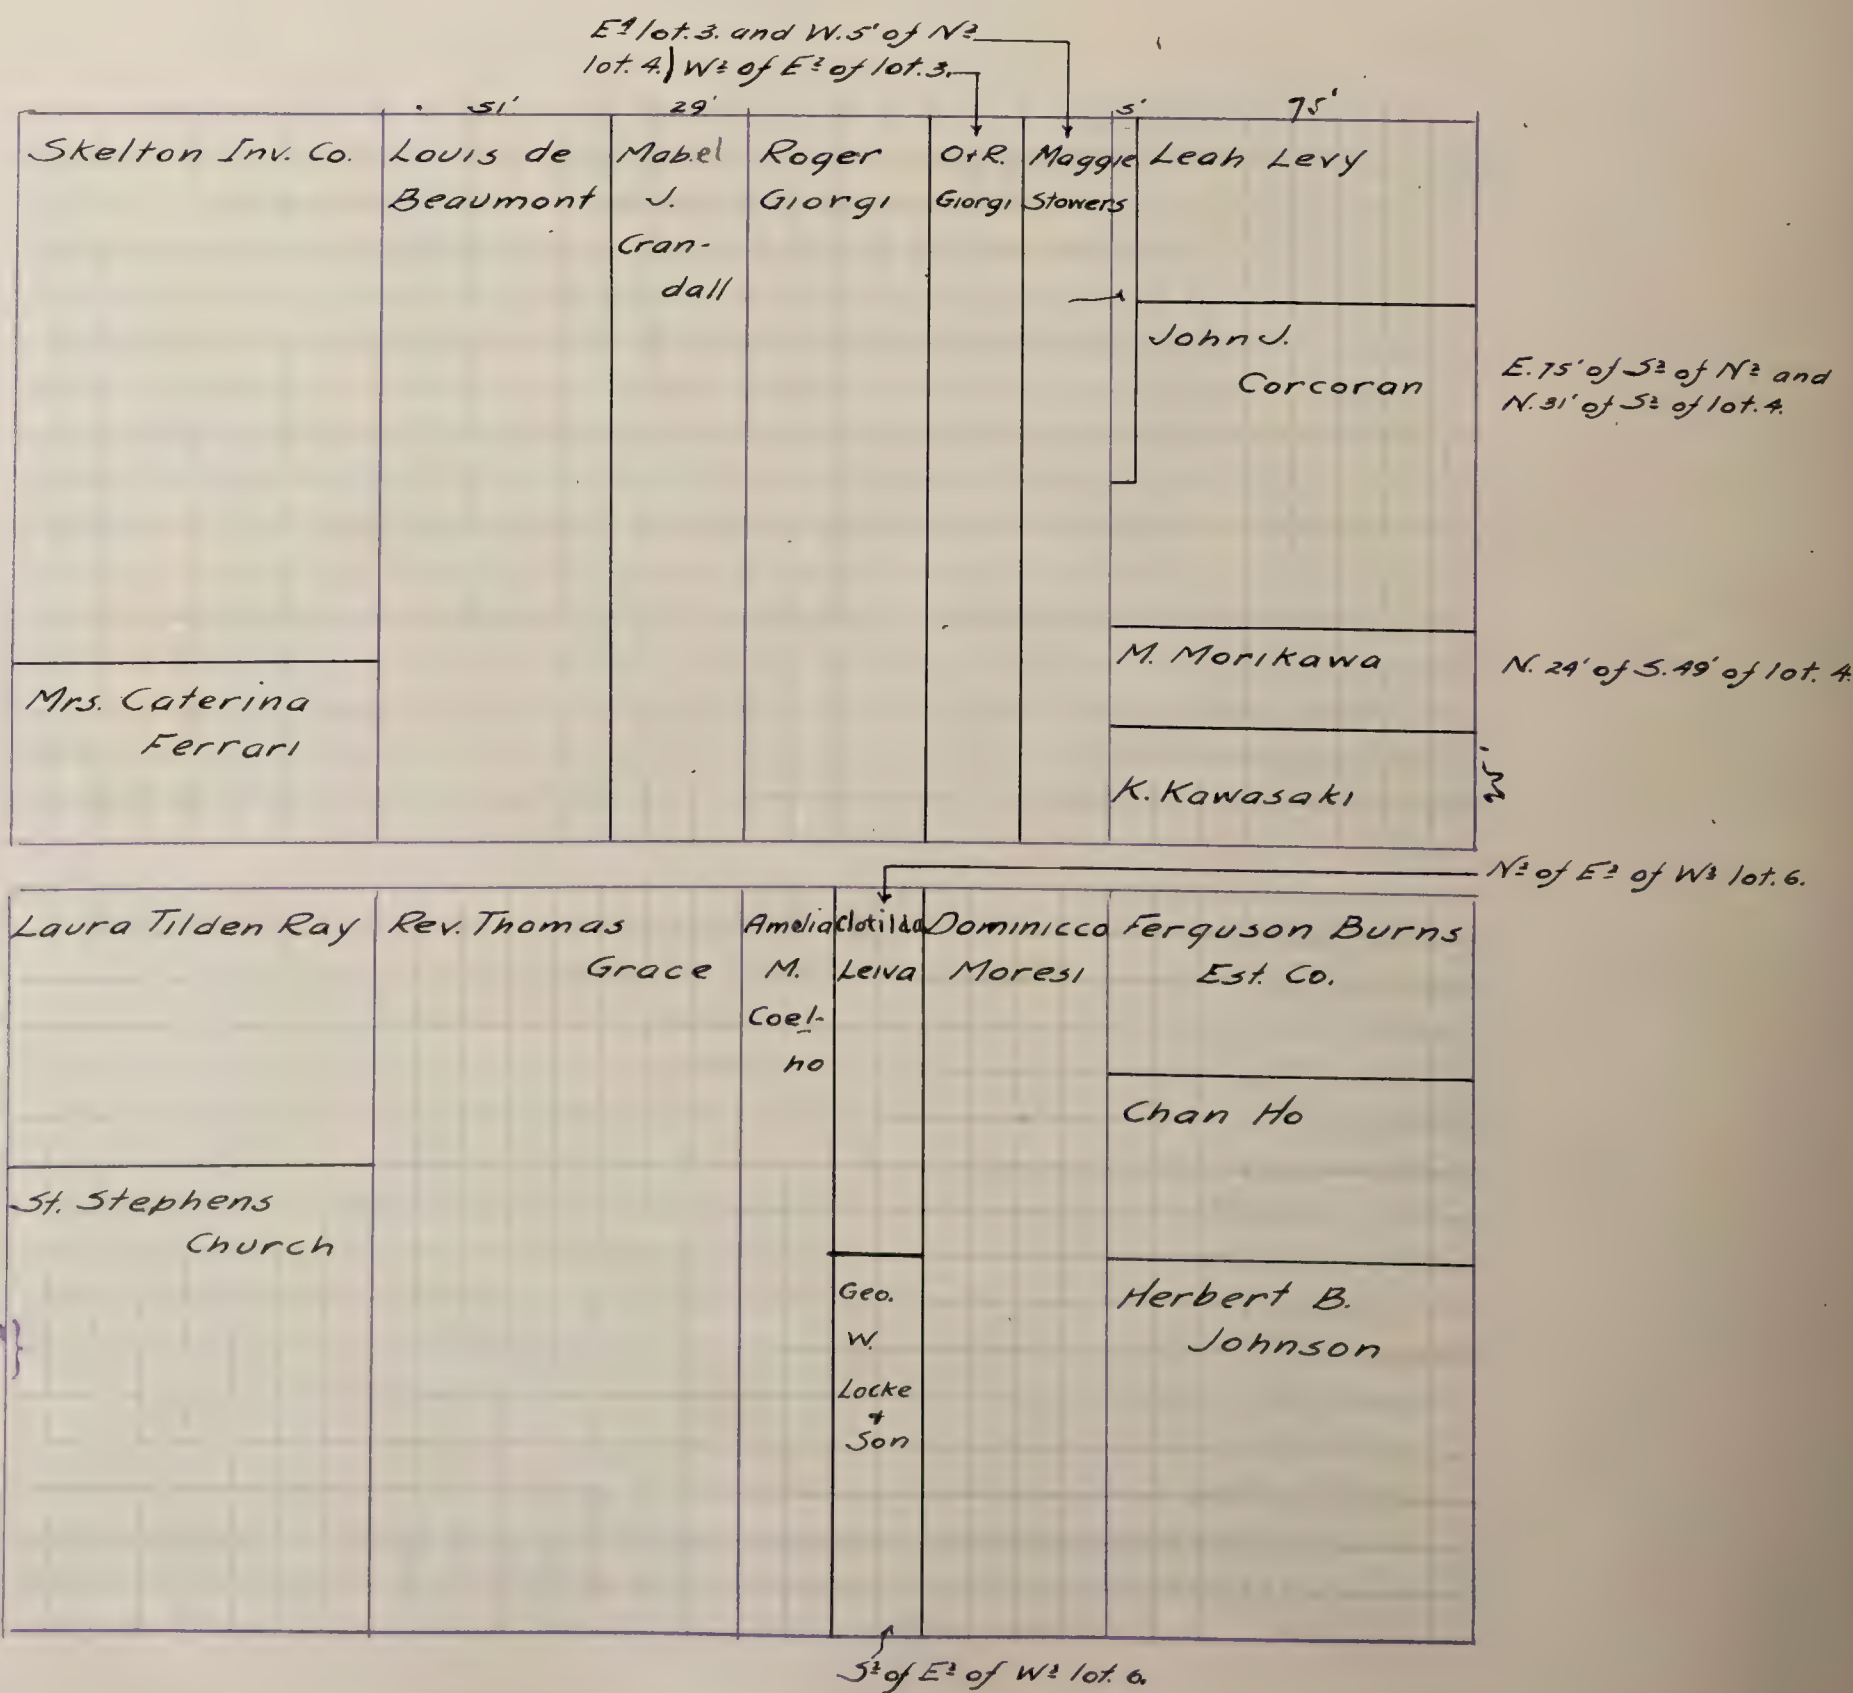 E¼ lot. 3. and W. 5' of N½
lot. 4.) W½ of E½ of lot. 3.
51' 29' 5' 75'
Skelton Inv. Co.
Louis de
Beaumont
Mabel
J.
Cran-
dall
Roger
Giorgi
O+R.
Giorgi
Maggie
Stowers
Leah Levy
John J.
Corcoran
E. 75' of S½ of N½ and
N. 31' of S½ of lot. 4.
M. Morikawa
N. 24' of S. 49' of lot. 4.
Mrs. Caterina
Ferrari
K. Kawasaki
25'
N½ of E½ of W½ lot. 6.
Laura Tilden Ray
Rev. Thomas
Grace
Amelia
M.
Coel-
ho
Clotilda
Leiva
Dominicco
Moresi
Ferguson Burns
Est. Co.
Chan Ho
St. Stephens
Church
Geo.
W.
Locke
+
Son
Herbert B.
Johnson
S½ of E½ of W½ lot. 6.